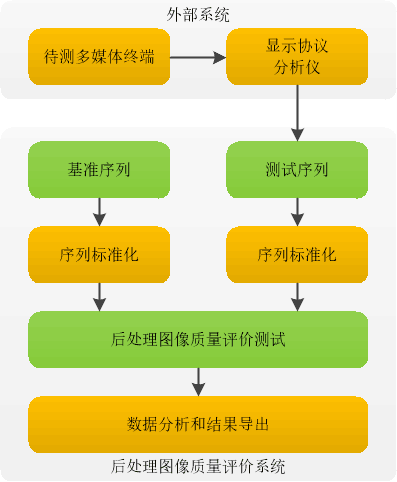 外部系统
待测多媒体终端
显示协议
分析仪
基准序列
测试序列
序列标准化
序列标准化
后处理图像质量评价测试
数据分析和结果导出
后处理图像质量评价系统